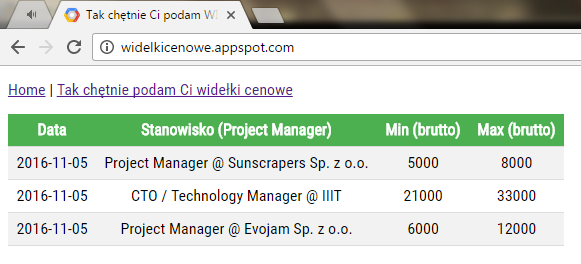 Tak chętnie Ci podam W
widelkicenowe.appspot.com
Home | Tak chętnie podam Ci widełki cenowe
Data Stanowisko (Project Manager) Min (brutto) Max (brutto)
2016-11-05 Project Manager @ Sunscrapers Sp. z o.o. 5000 8000
2016-11-05 CTO / Technology Manager @ IIIT 21000 33000
2016-11-05 Project Manager @ Evojam Sp. z o.o. 6000 12000